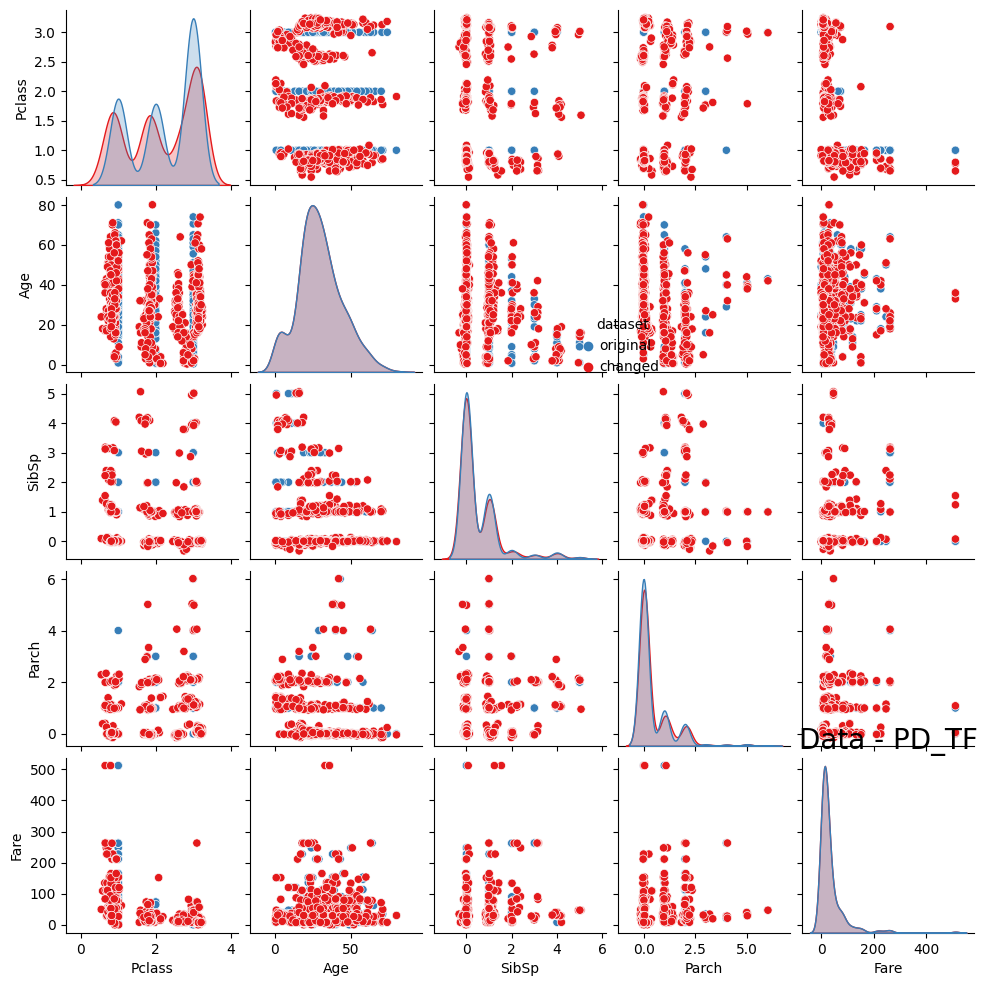 3.0
2.5
2.0
1.5
1.0
0.5
Pclass
80
60
40
20
0
Age
dataset
original
changed
5
4
3
2
1
0
SibSp
6
4
2
0
Parch
Data - PD_TF
500
400
300
200
100
0
Fare
0 2 4
Pclass
0 50
Age
0 2 4 6
SibSp
0.0 2.5 5.0
Parch
0 200 400
Fare